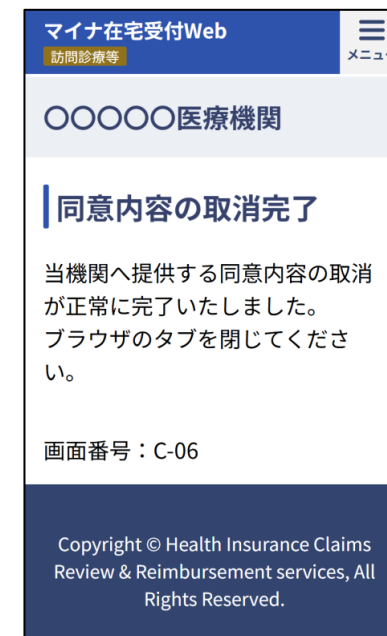 マイナ在宅受付Web
訪問診療等
メニュー
〇〇〇〇〇医療機関
同意内容の取消完了
当機関へ提供する同意内容の取消
が正常に完了いたしました。
ブラウザのタブを閉じてくださ
い。
画面番号：C-06
Copyright © Health Insurance Claims
Review & Reimbursement services, All
Rights Reserved.